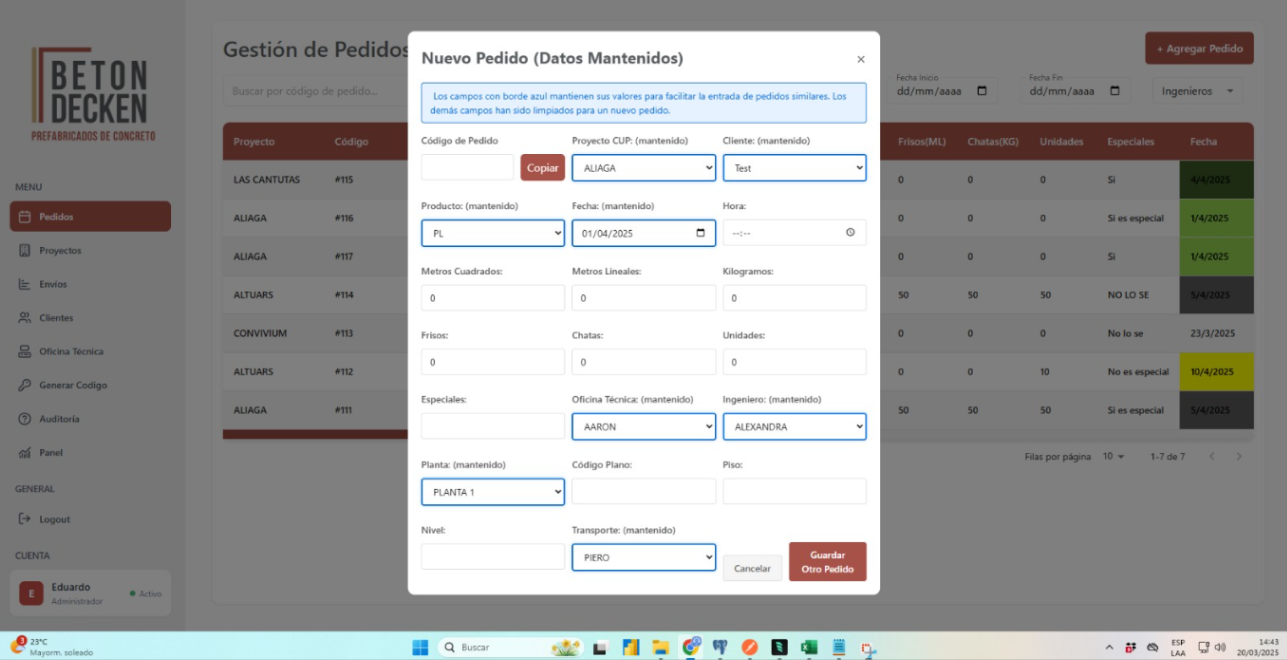 BETON
DECKEN
PREFABRICADOS DE CONCRETO
MENU
Pedidos
Proyectos
Envíos
Clientes
Oficina Técnica
Generar Codigo
Auditoría
Panel
GENERAL
Logout
CUENTA
E
Eduardo
Administrador
Activo
Gestión de Pedidos
+ Agregar Pedido
Buscar por código de pedido...
Fecha Inicio
dd/mm/aaaa
Fecha Fin
dd/mm/aaaa
Ingenieros
Proyecto Código Frisos(ML) Chatas(KG) Unidades Especiales Fecha
LAS CANTUTAS #115 0 0 0 Si 4/4/2025
ALIAGA #116 0 0 0 Si es especial 1/4/2025
ALIAGA #117 0 0 0 Si 1/4/2025
ALTUARS #114 50 50 50 NO LO SE 5/4/2025
CONVIVIUM #113 0 0 0 No lo se 23/3/2025
ALTUARS #112 0 0 10 No es especial 10/4/2025
ALIAGA #111 50 50 50 Si es especial 5/4/2025
Filas por página 10 1-7 de 7
Nuevo Pedido (Datos Mantenidos) ×
Los campos con borde azul mantienen sus valores para facilitar la entrada de pedidos similares. Los
demás campos han sido limpiados para un nuevo pedido.
Código de Pedido Proyecto CUP: (mantenido) Cliente: (mantenido)
Copiar ALIAGA Test
Producto: (mantenido) Fecha: (mantenido) Hora:
PL 01/04/2025 --:--
Metros Cuadrados: Metros Lineales: Kilogramos:
0 0 0
Frisos: Chatas: Unidades:
0 0 0
Especiales: Oficina Técnica: (mantenido) Ingeniero: (mantenido)
AARON ALEXANDRA
Planta: (mantenido) Código Plano: Piso:
PLANTA 1
Nivel: Transporte: (mantenido)
PIERO
Cancelar
Guardar
Otro Pedido
3
23°C
Mayorm. soleado
Buscar
ESP
LAA
14:43
20/03/2025